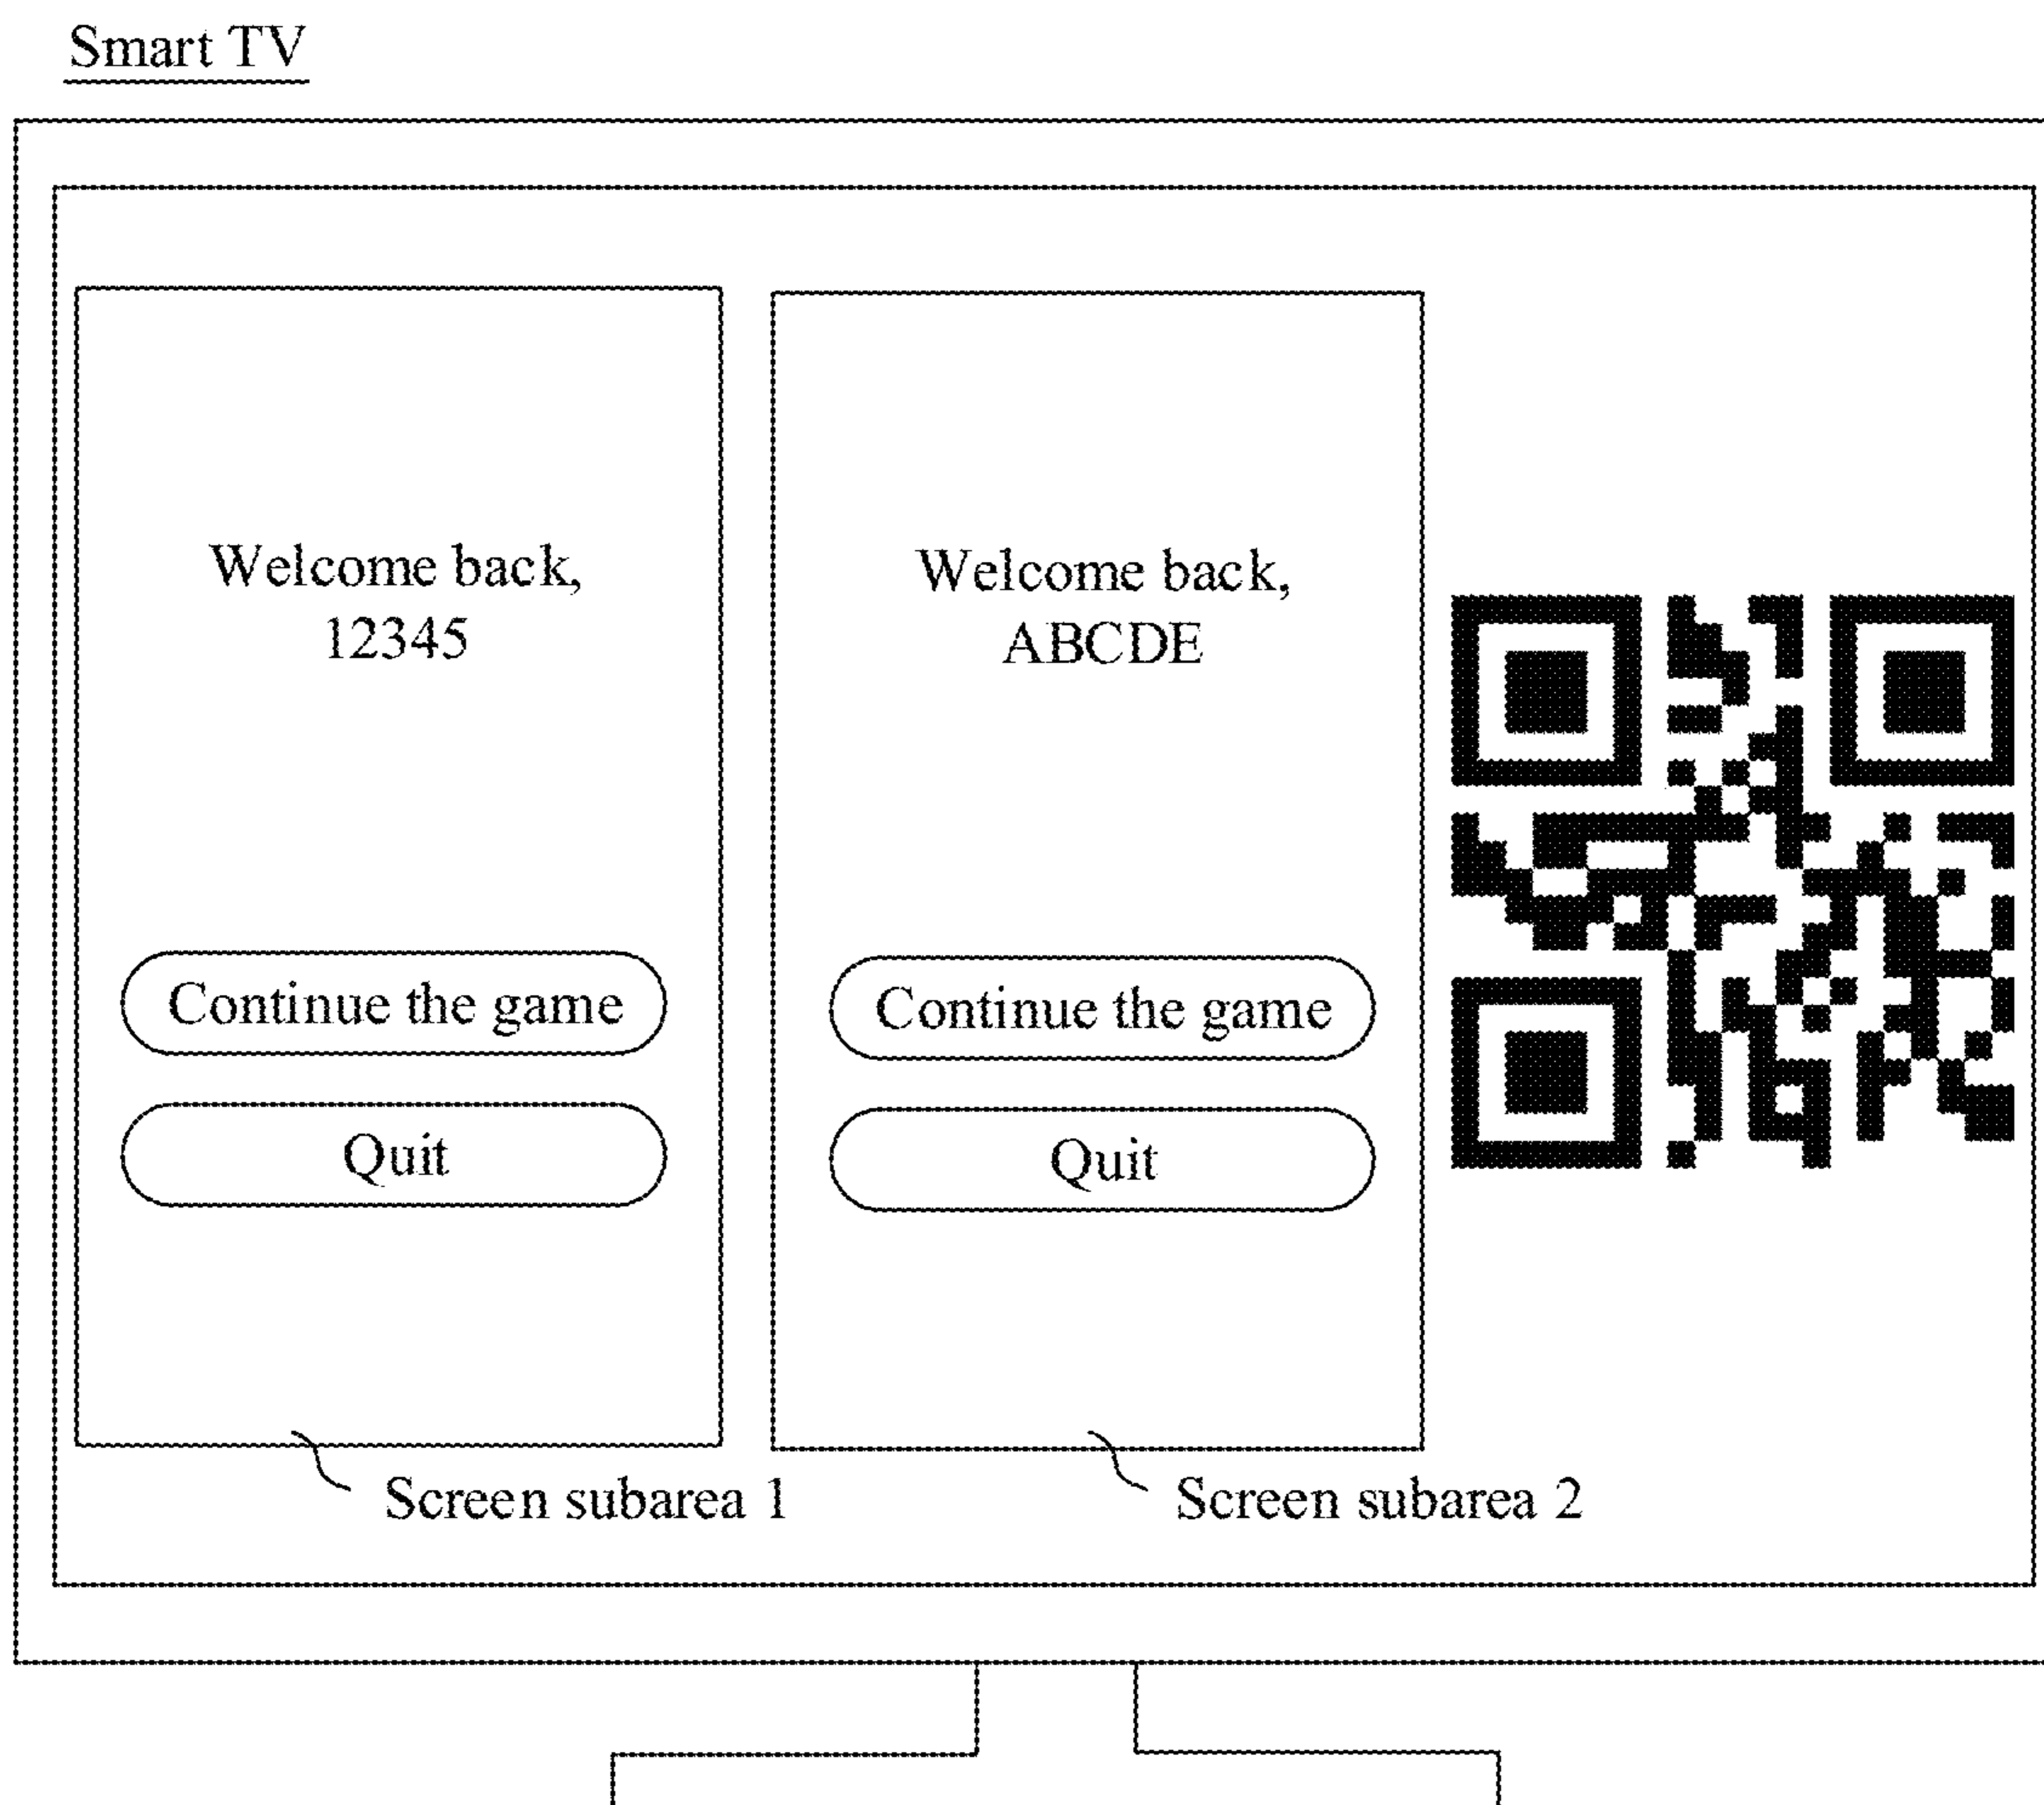 Smart TV
Welcome back,
12345
Continue the game
Quit
Screen subarea 1
Welcome back,
ABCDE
Continue the game
Quit
Screen subarea 2